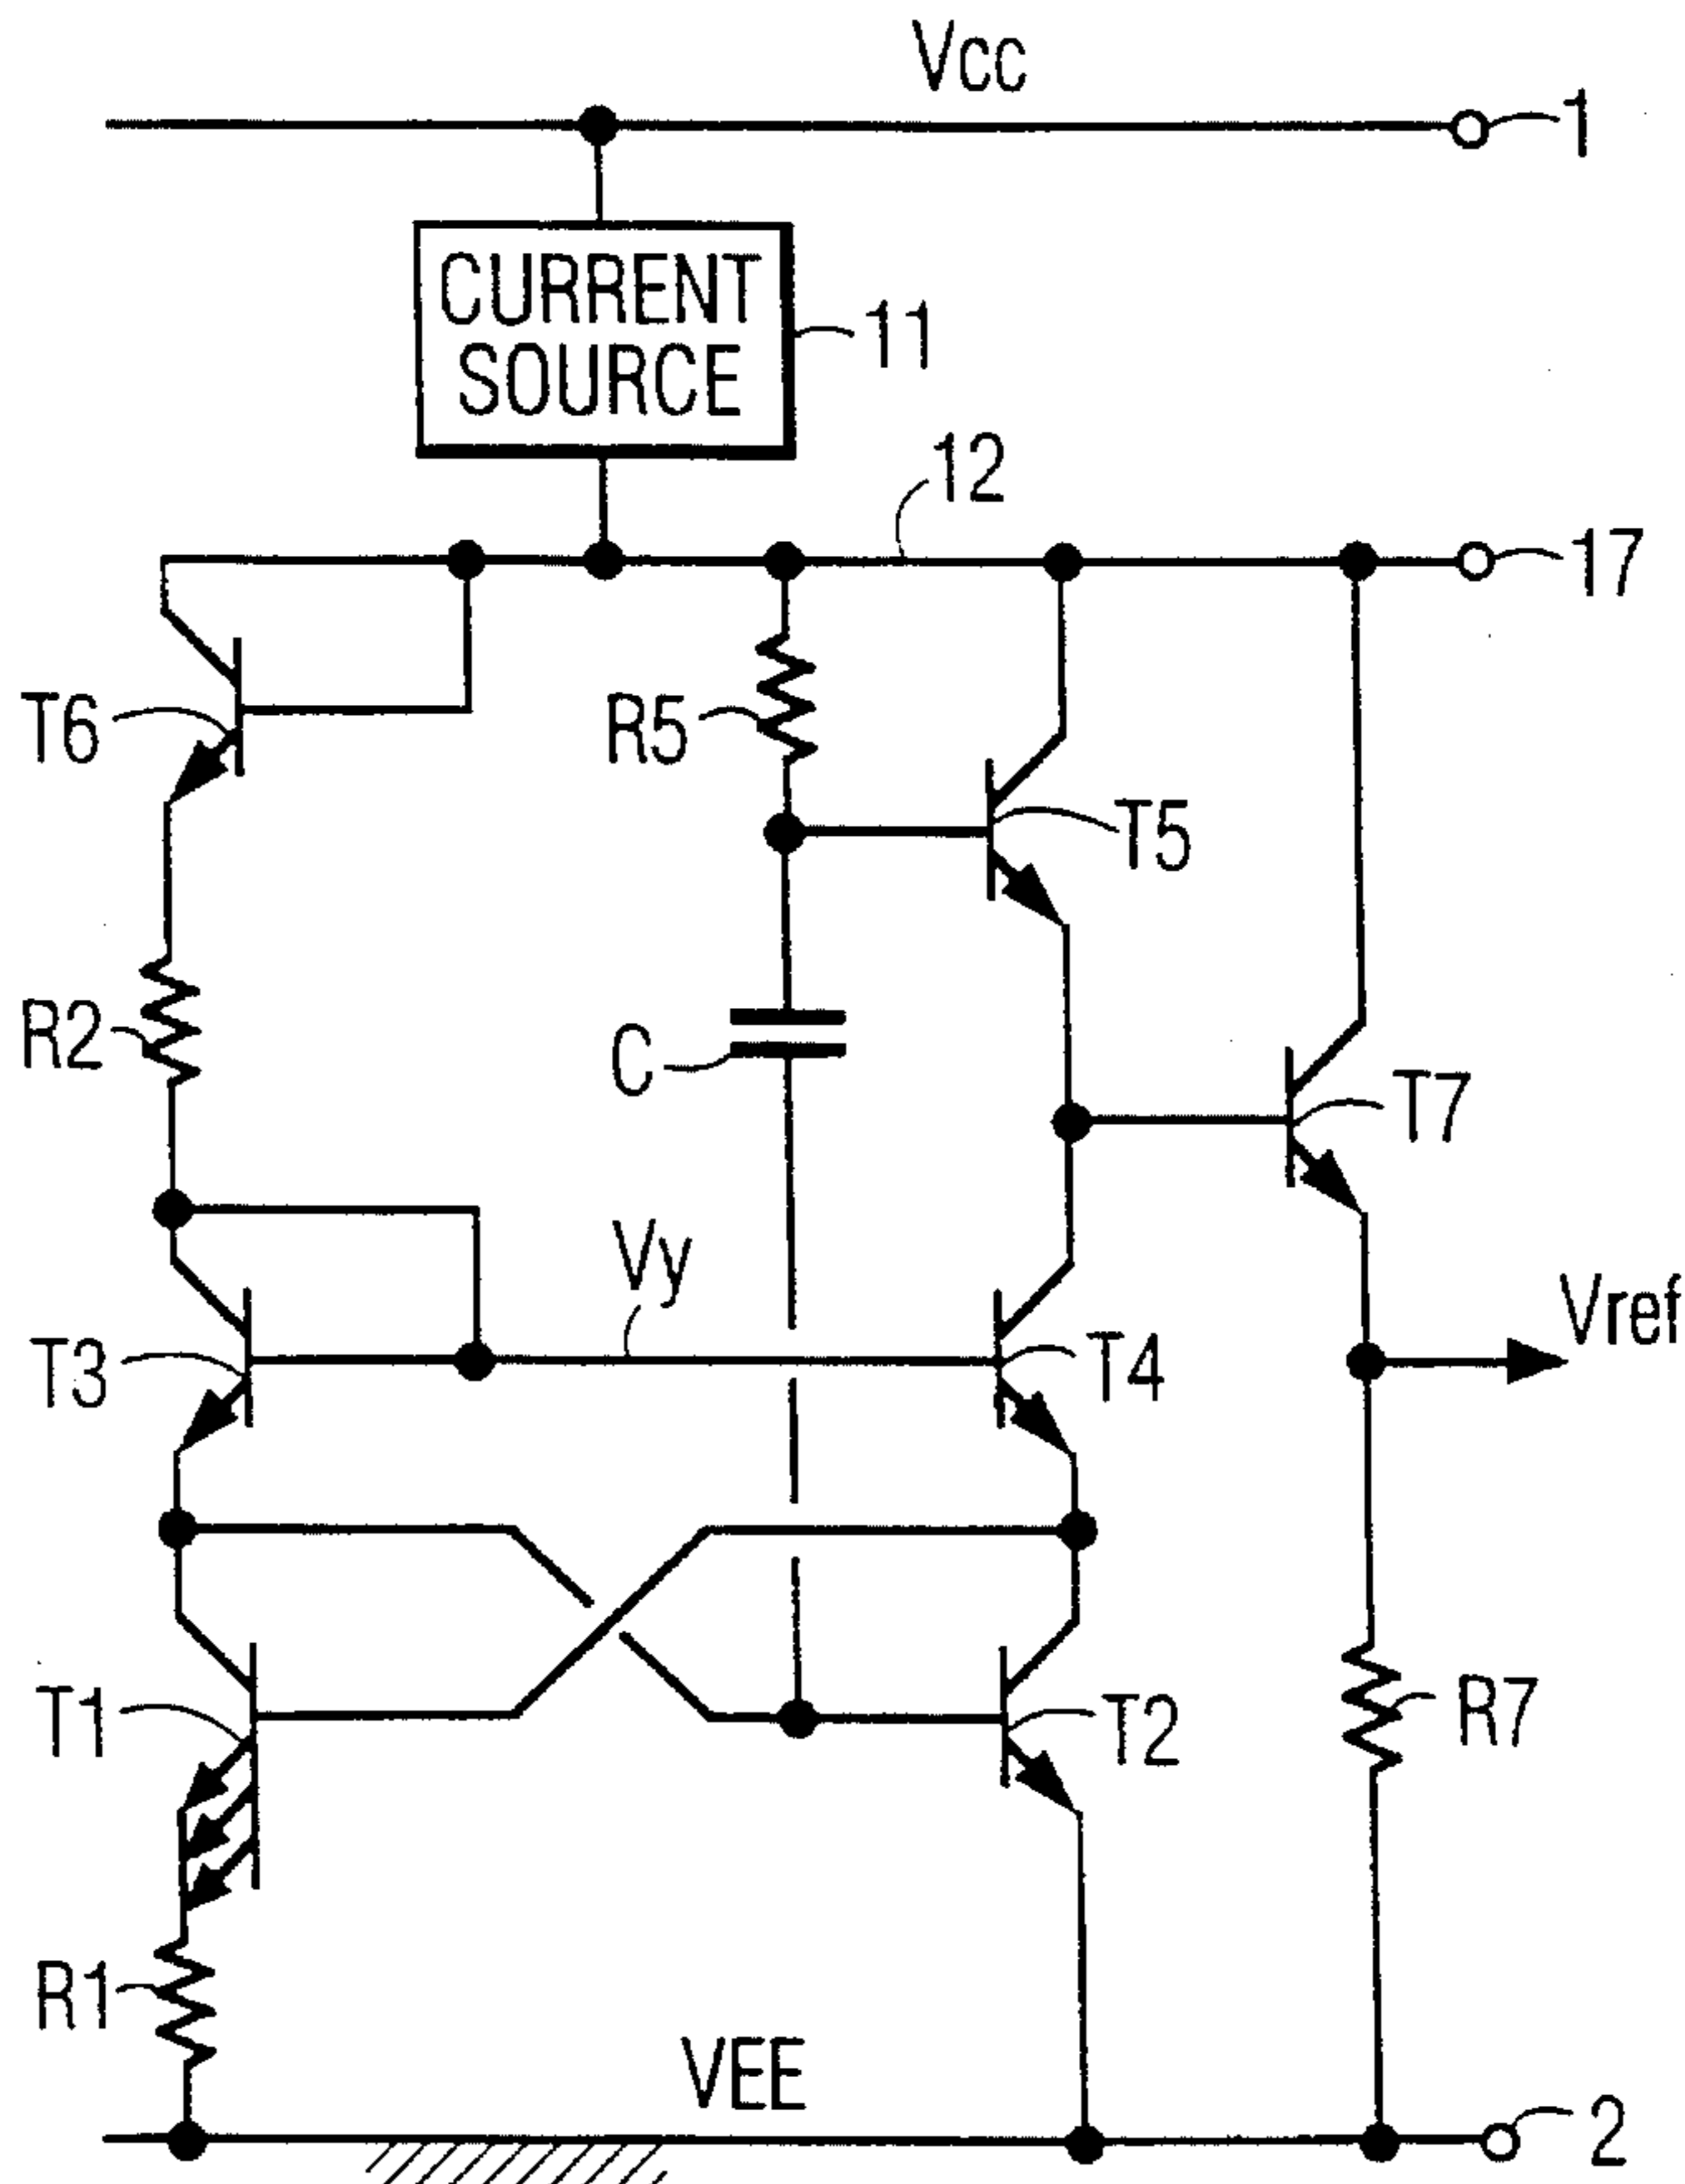 Vcc
1
CURRENT
SOURCE
11
12
17
T6
R5
T5
R2
C
T7
Vy
Vref
T3
T4
T1
T2
R7
R1
VEE
2